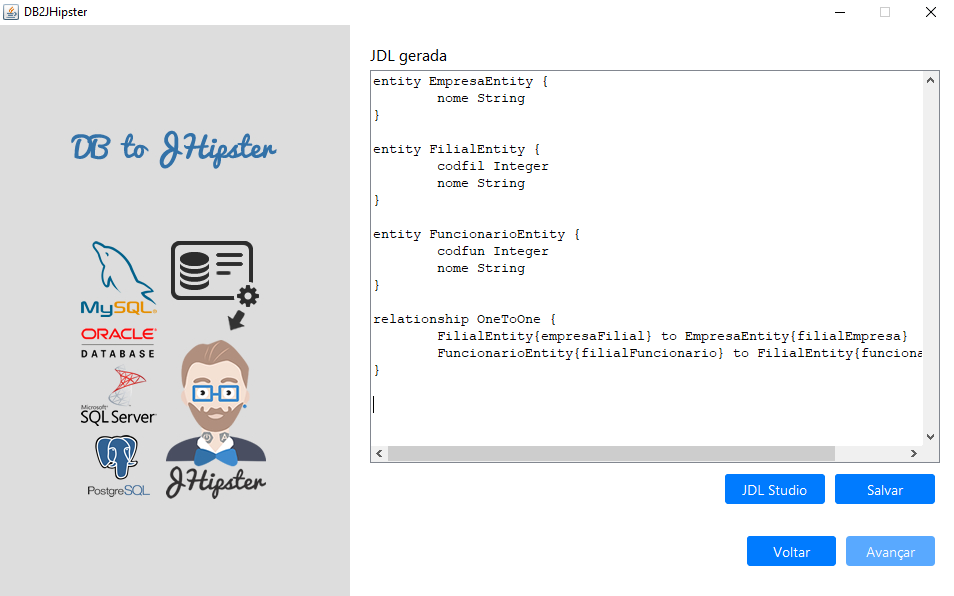 DB2JHipster
DB to JHipster
MySQL®
ORACLE®
DATABASE
Microsoft®
SQL Server®
PostgreSQL
JHipster
JDL gerada
entity EmpresaEntity {
	nome String
}
entity FilialEntity {
	codfil Integer
	nome String
}
entity FuncionarioEntity {
	codfun Integer
	nome String
}
relationship OneToOne {
	FilialEntity{empresaFilial} to EmpresaEntity{filialEmpresa}
	FuncionarioEntity{filialFuncionario} to FilialEntity{funciona
}
JDL Studio
Salvar
Voltar
Avançar